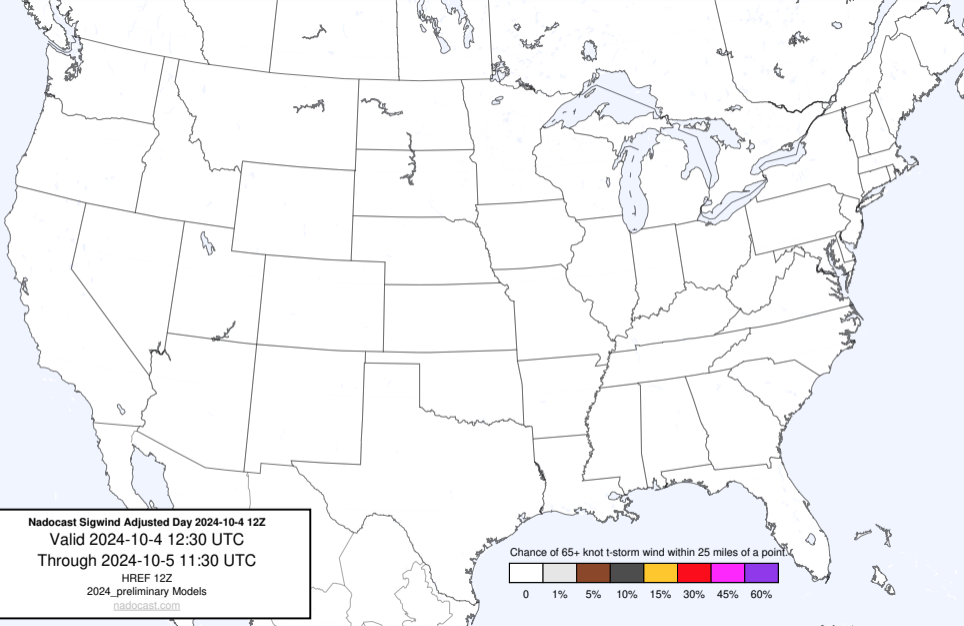 Nadocast Sigwind Adjusted Day 2024-10-4 12Z
Valid 2024-10-4 12:30 UTC
Through 2024-10-5 11:30 UTC
HREF 12Z
2024_preliminary Models
nadocast.com
Chance of 65+ knot t-storm wind within 25 miles of a point.
0 1% 5% 10% 15% 30% 45% 60%